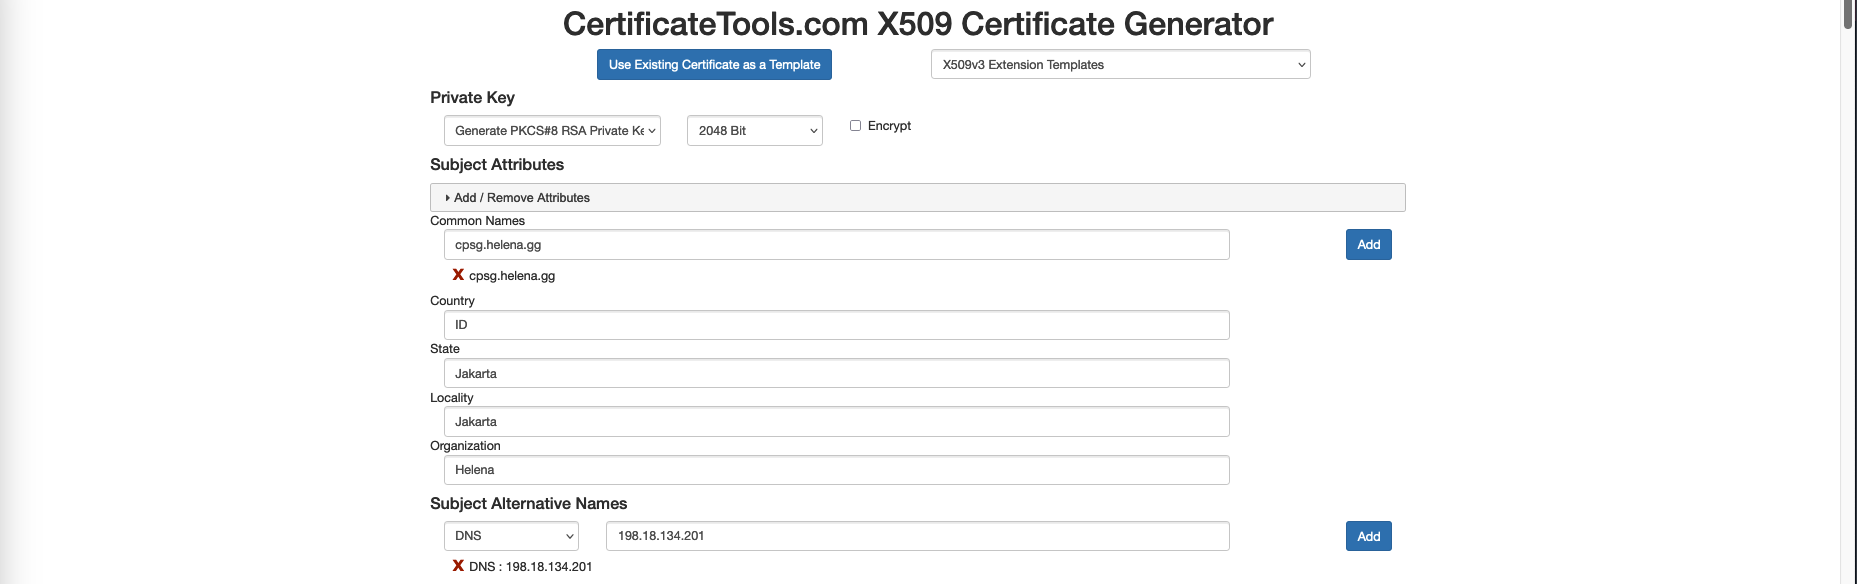 CertificateTools.com X509 Certificate Generator
Use Existing Certificate as a Template X509v3 Extension Templates
Private Key
Generate PKCS#8 RSA Private Ke 2048 Bit Encrypt
Subject Attributes
Add / Remove Attributes
Common Names
cpsg.helena.gg Add
X cpsg.helena.gg
Country
ID
State
Jakarta
Locality
Jakarta
Organization
Helena
Subject Alternative Names
DNS 198.18.134.201 Add
X DNS : 198.18.134.201